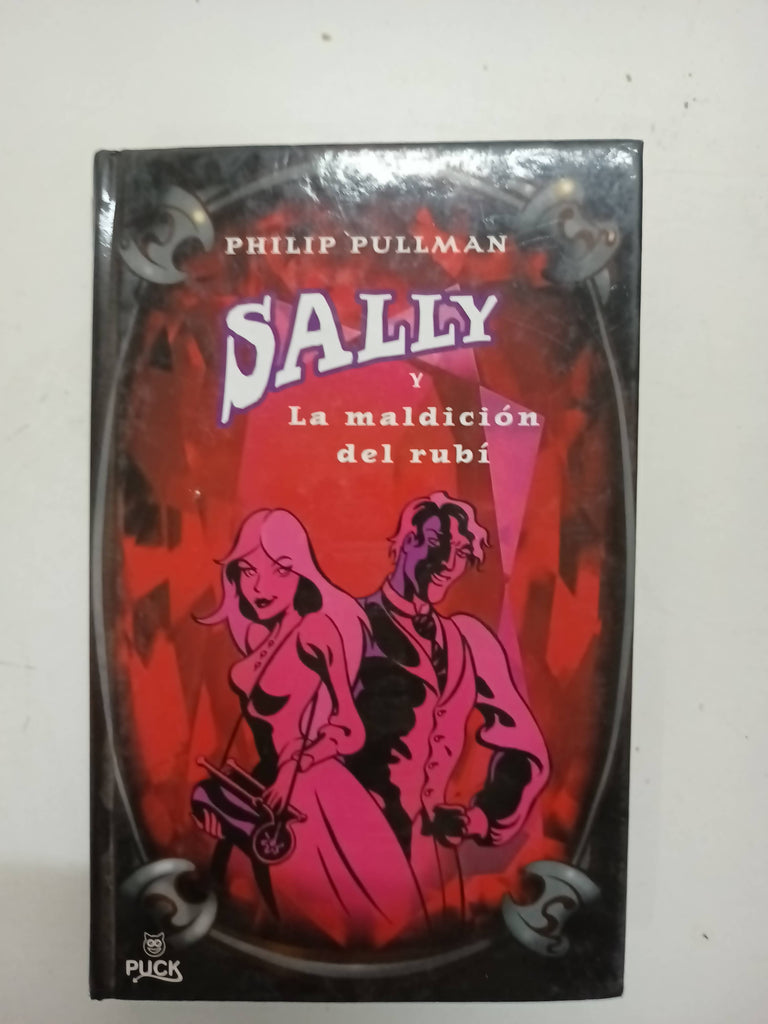 PHILIP PULLMAN
SALLY
Y
La maldición
del rubí
PUCK